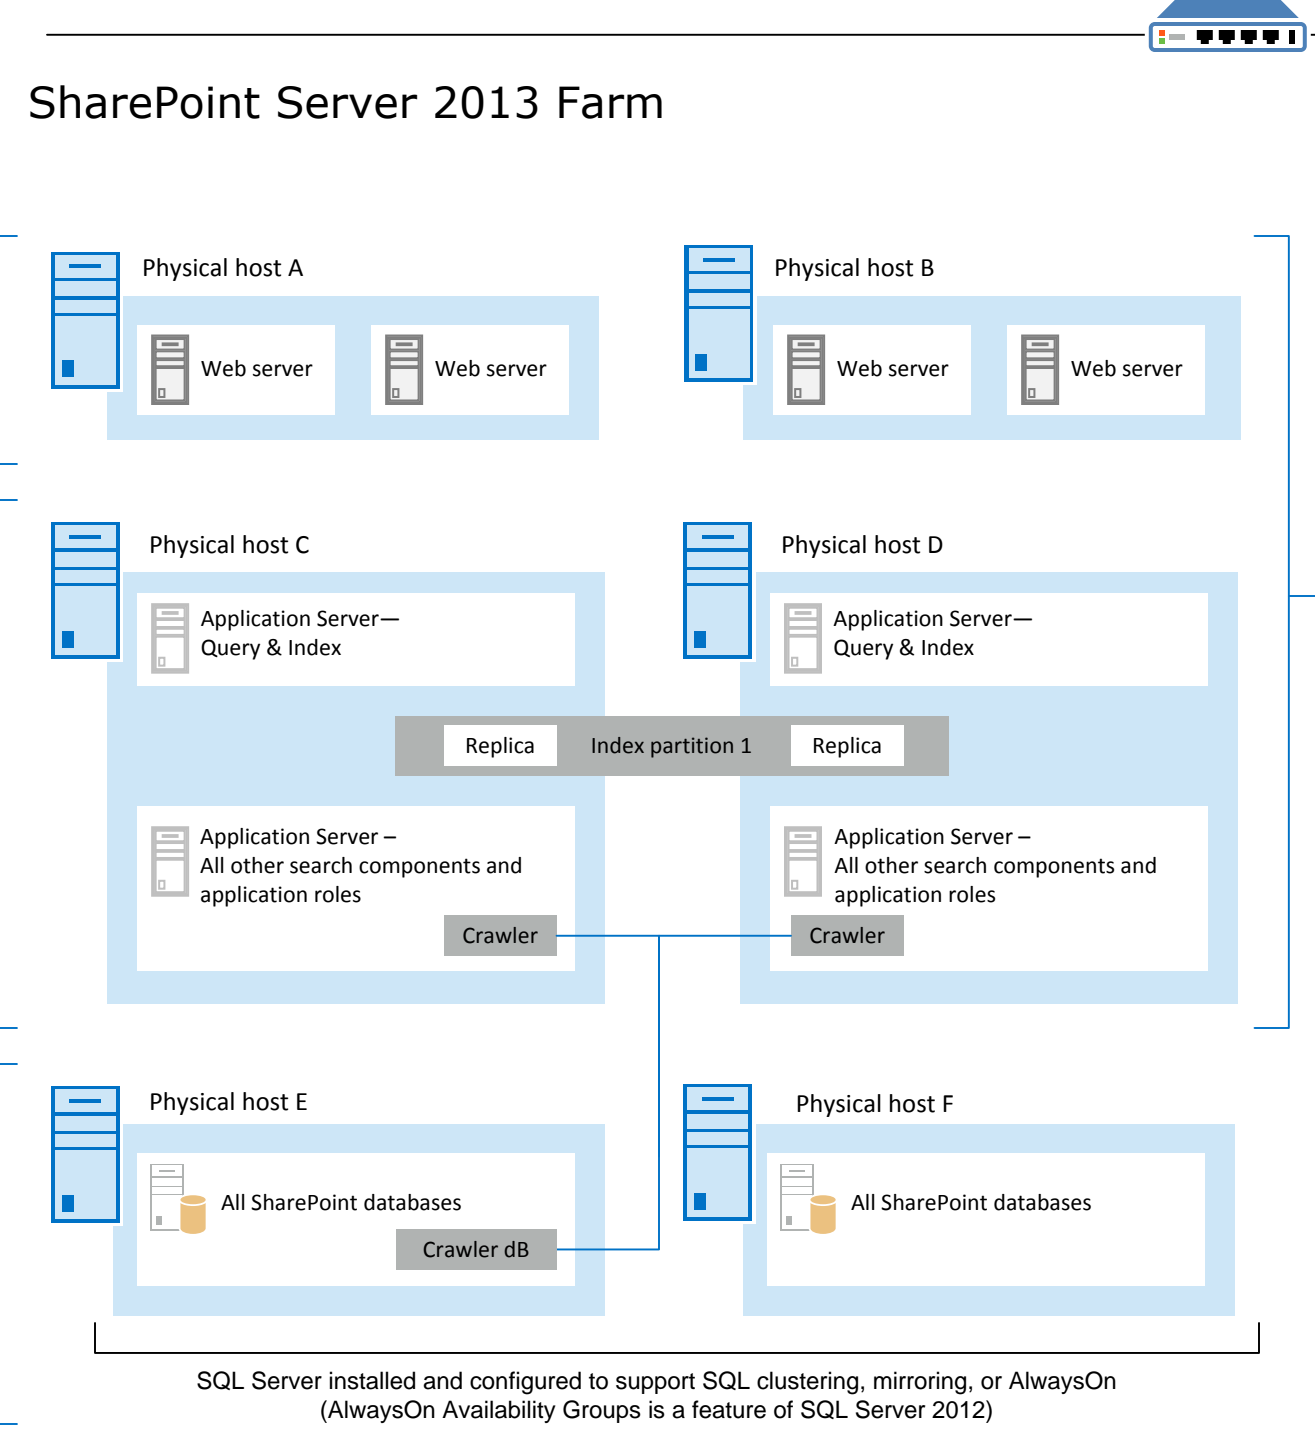 SharePoint Server 2013 Farm
Physical host A
Web server
Web server
Physical host B
Web server
Web server
Physical host C
Application Server—
Query & Index
Physical host D
Application Server—
Query & Index
Replica
Index partition 1
Replica
Application Server –
All other search components and
application roles
Crawler
Application Server –
All other search components and
application roles
Crawler
Physical host E
All SharePoint databases
Crawler dB
Physical host F
All SharePoint databases
SQL Server installed and configured to support SQL clustering, mirroring, or AlwaysOn
(AlwaysOn Availability Groups is a feature of SQL Server 2012)